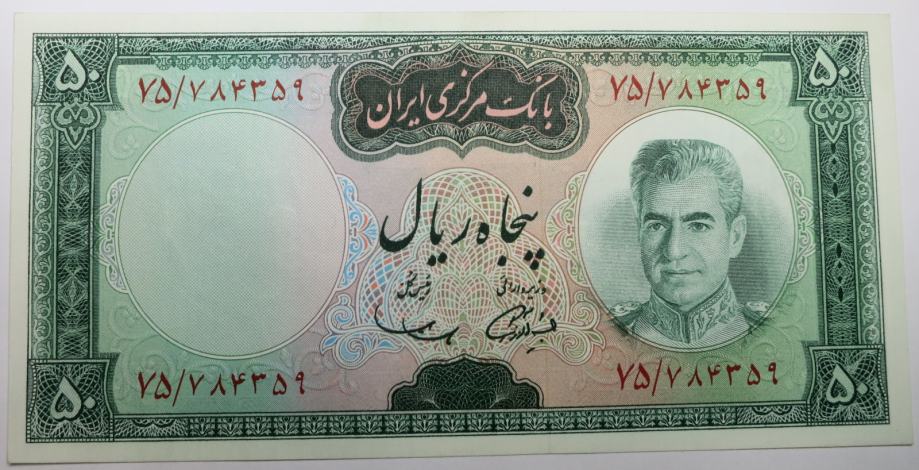 ۵۰ ۵۰
۷۵/۷۸۴۳۵۹ ۷۵/۷۸۴۳۵۹
بانک مرکزی ایران
پنجاه ریال
وزیر دارائی رئیس کل
۷۵/۷۸۴۳۵۹ ۷۵/۷۸۴۳۵۹
۵۰ ۵۰